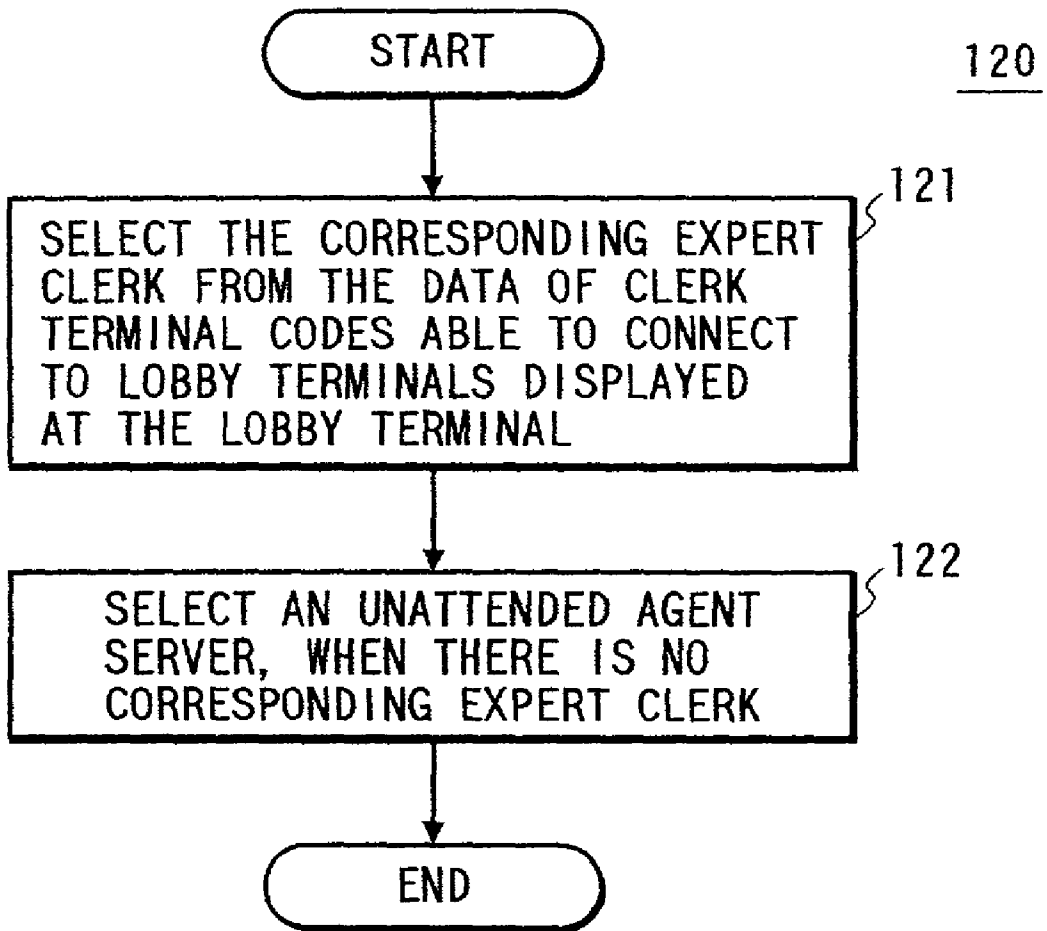 START
120
121
SELECT THE CORRESPONDING EXPERT
CLERK FROM THE DATA OF CLERK
TERMINAL CODES ABLE TO CONNECT
TO LOBBY TERMINALS DISPLAYED
AT THE LOBBY TERMINAL
122
SELECT AN UNATTENDED AGENT
SERVER, WHEN THERE IS NO
CORRESPONDING EXPERT CLERK
END